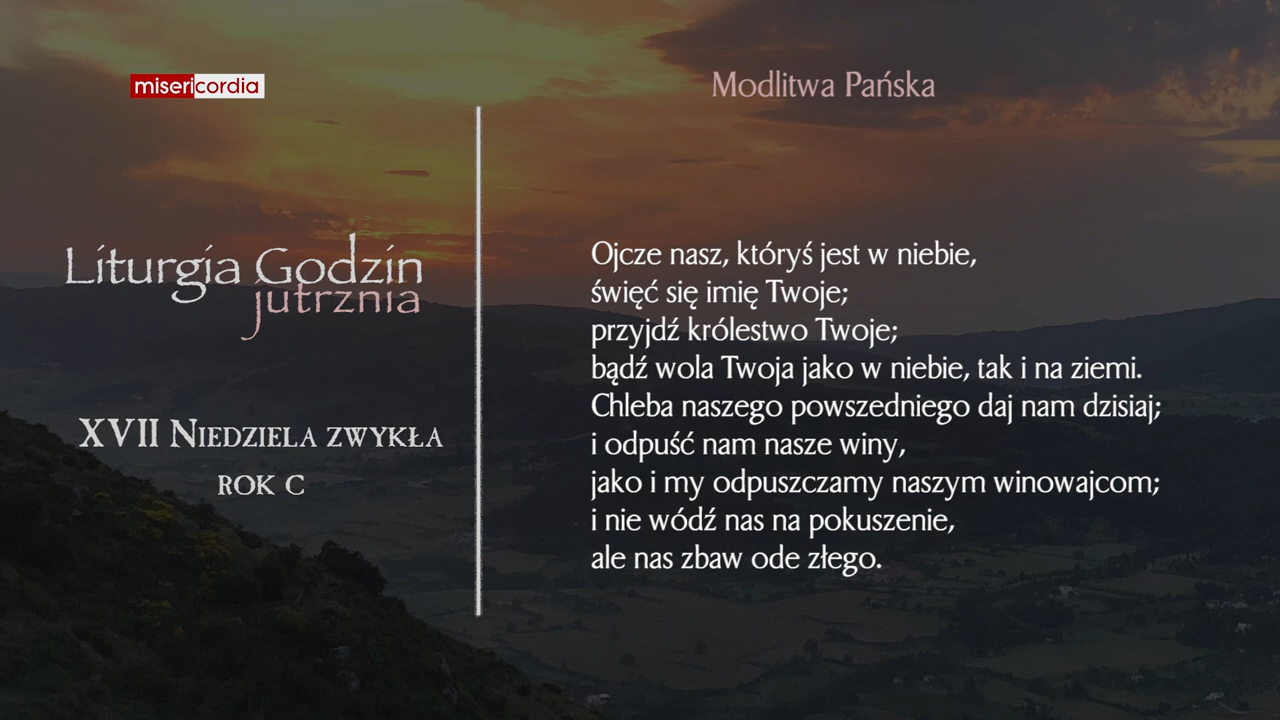 misericordia
Liturgia Godzin
jutrznia
XVII Niedziela zwykła
rok C
Modlitwa Pańska
Ojcze nasz, któryś jest w niebie,
święć się imię Twoje;
przyjdź królestwo Twoje;
bądź wola Twoja jako w niebie, tak i na ziemi.
Chleba naszego powszedniego daj nam dzisiaj;
i odpuść nam nasze winy,
jako i my odpuszczamy naszym winowajcom;
i nie wódź nas na pokuszenie,
ale nas zbaw ode złego.